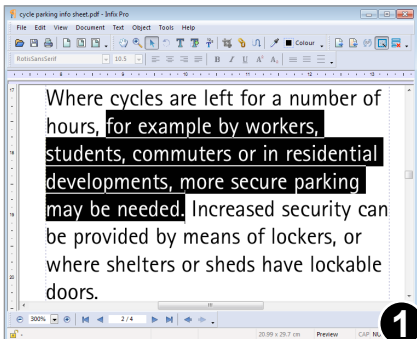 cycle parking info sheet.pdf - Infix Pro
File Edit View Document Text Object Tools Help
Colour
RotisSansSerif 10.5 B I U A² A₂
Where cycles are left for a number of
hours, for example by workers,
students, commuters or in residential
developments, more secure parking
may be needed. Increased security can
be provided by means of lockers, or
where shelters or sheds have lockable
doors.
300% 2 / 4
20.99 x 29.7 cm Preview CAP
1